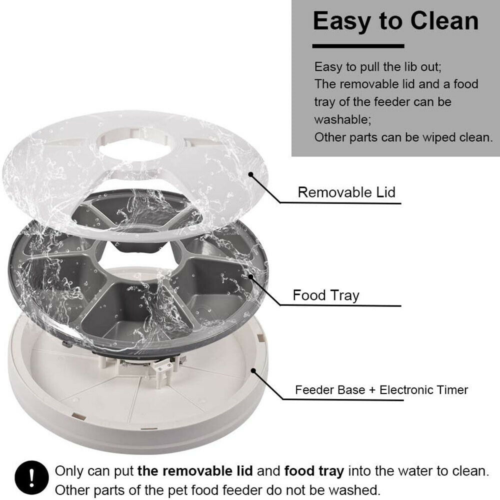 Easy to Clean
Easy to pull the lib out;
The removable lid and a food
tray of the feeder can be
washable;
Other parts can be wiped clean.
Removable Lid
Food Tray
Feeder Base + Electronic Timer
! Only can put the removable lid and food tray into the water to clean.
Other parts of the pet food feeder do not be washed.